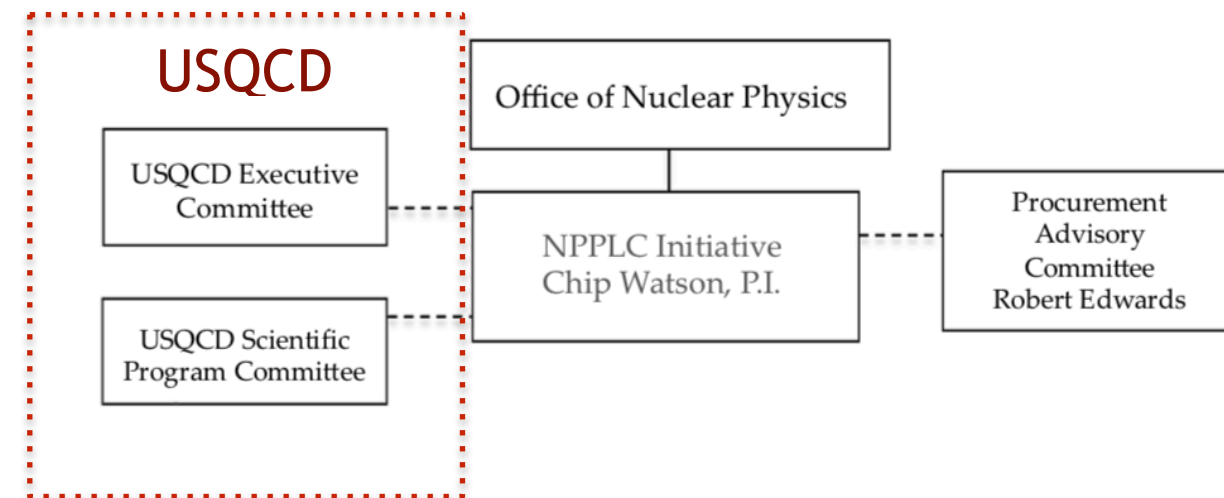 USQCD
USQCD Executive
Committee
USQCD Scientific
Program Committee
Office of Nuclear Physics
NPPLC Initiative
Chip Watson, P.I.
Procurement
Advisory
Committee
Robert Edwards